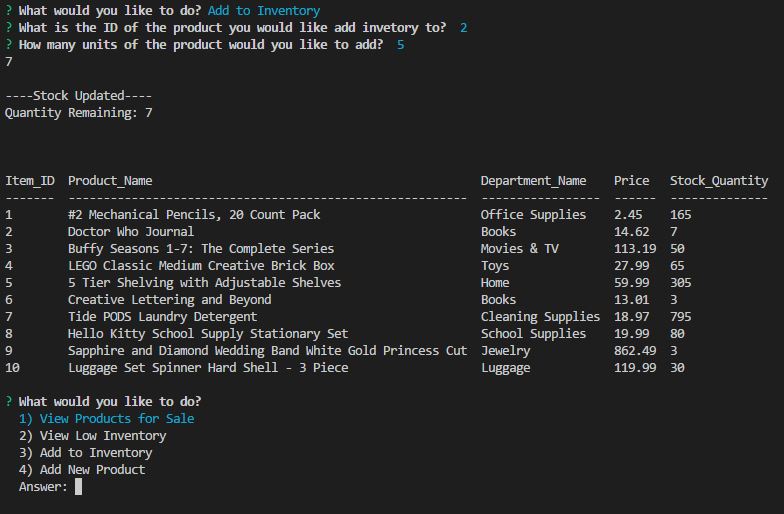 ? What would you like to do? Add to Inventory
? What is the ID of the product you would like add invetory to?  2
? How many units of the product would you like to add?  5
7
----Stock Updated----
Quantity Remaining: 7
Item_ID  Product_Name                                               Department_Name    Price   Stock_Quantity
-------  ---------------------------------------------------------  -----------------  ------  --------------
1        #2 Mechanical Pencils, 20 Count Pack                       Office Supplies    2.45    165
2        Doctor Who Journal                                         Books              14.62   7
3        Buffy Seasons 1-7: The Complete Series                     Movies & TV        113.19  50
4        LEGO Classic Medium Creative Brick Box                     Toys               27.99   65
5        5 Tier Shelving with Adjustable Shelves                    Home               59.99   305
6        Creative Lettering and Beyond                              Books              13.01   3
7        Tide PODS Laundry Detergent                                Cleaning Supplies  18.97   795
8        Hello Kitty School Supply Stationary Set                   School Supplies    19.99   80
9        Sapphire and Diamond Wedding Band White Gold Princess Cut  Jewelry            862.49  3
10       Luggage Set Spinner Hard Shell - 3 Piece                   Luggage            119.99  30
? What would you like to do?
1) View Products for Sale
2) View Low Inventory
3) Add to Inventory
4) Add New Product
Answer: